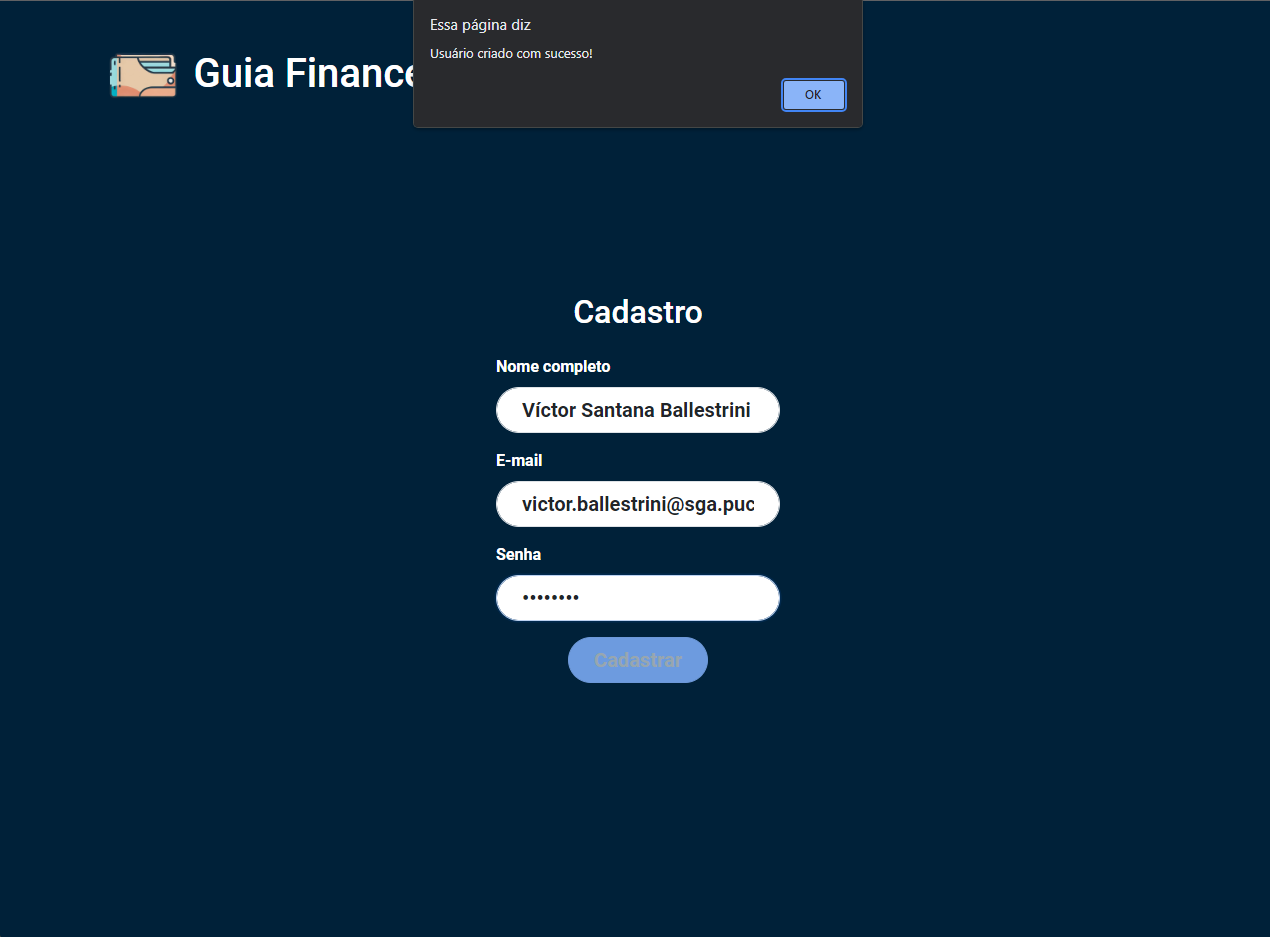 Essa página diz
Usuário criado com sucesso!
OK
Guia Finance
Cadastro
Nome completo
Víctor Santana Ballestrini
E-mail
victor.ballestrini@sga.puc
Senha
••••••••
Cadastrar